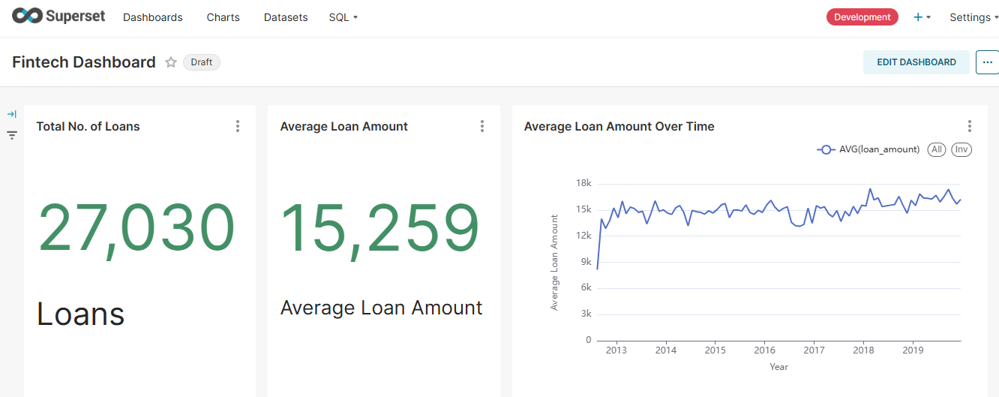 Superset Dashboards Charts Datasets SQL Development + Settings
Fintech Dashboard Draft EDIT DASHBOARD ...
Total No. of Loans
27,030
Loans
Average Loan Amount
15,259
Average Loan Amount
Average Loan Amount Over Time
AVG(loan_amount) All Inv
Average Loan Amount
18k
15k
12k
9k
6k
3k
0
2013 2014 2015 2016 2017 2018 2019
Year